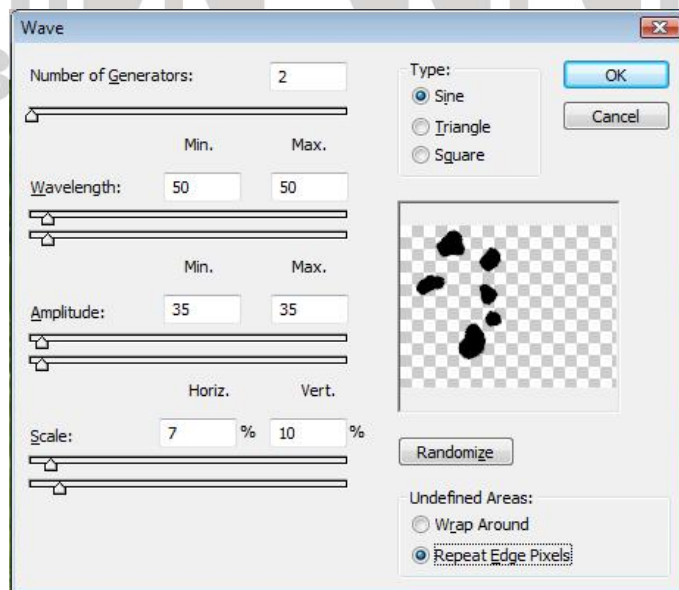 Wave
Number of Generators: 2
Min. Max.
Wavelength: 50 50
Min. Max.
Amplitude: 35 35
Horiz. Vert.
Scale: 7 % 10 %
Type:
Sine
Triangle
Square
OK
Cancel
Randomize
Undefined Areas:
Wrap Around
Repeat Edge Pixels